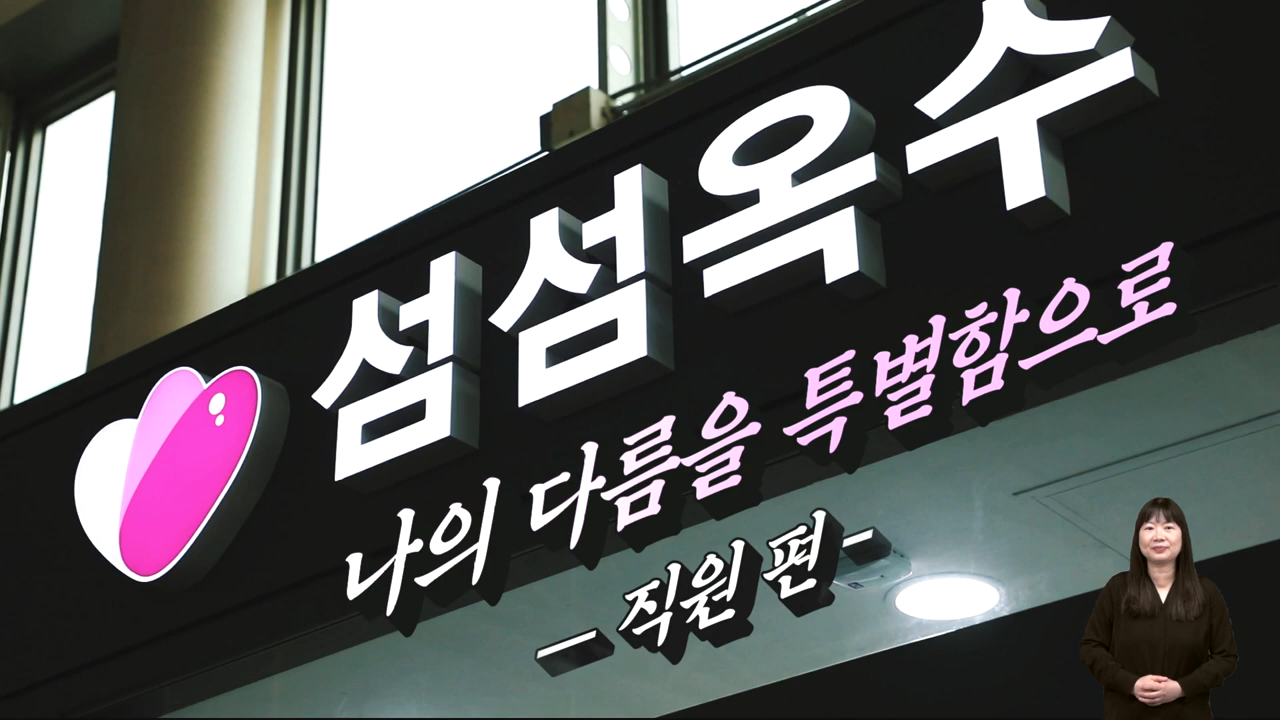 섬섬옥수
나의 다름을 특별함으로
- 직원 편 -